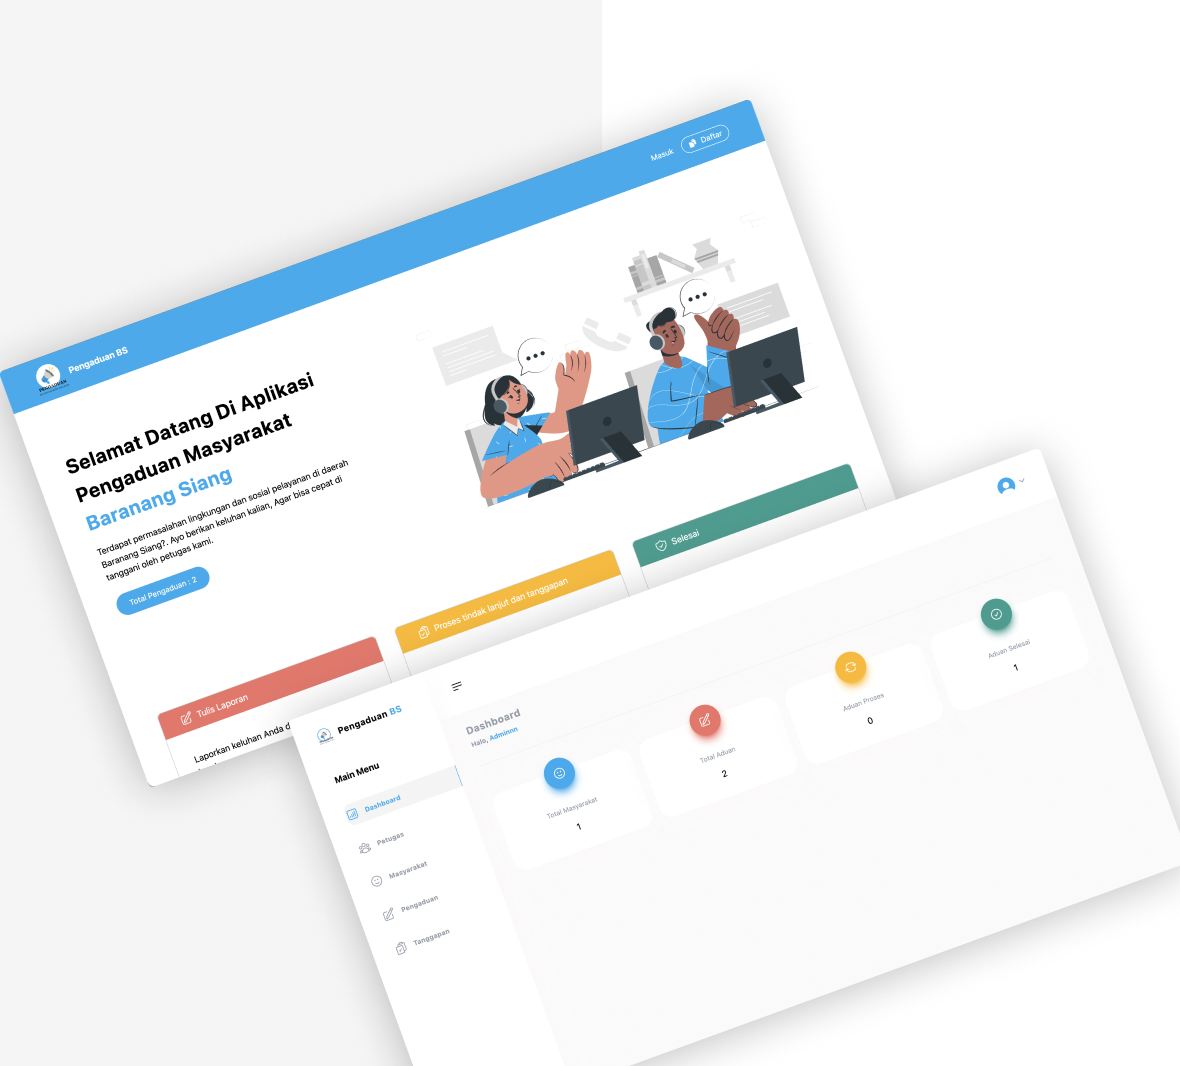 Masuk
Daftar
PENGADUAN
Pengaduan BS
Selamat Datang Di Aplikasi
Pengaduan Masyarakat
Baranang Siang
Terdapat permasalahan lingkungan dan sosial pelayanan di daerah
Baranang Siang?. Ayo berikan keluhan kalian, Agar bisa cepat di
tanggani oleh petugas kami.
Total Pengaduan : 2
Tulis Laporan
Laporkan keluhan Anda d
Proses tindak lanjut dan tanggapan
Selesai
Pengaduan BS
Main Menu
Dashboard
Petugas
Masyarakat
Pengaduan
Tanggapan
Dashboard
Halo, Adminnn
Total Masyarakat
1
Total Aduan
2
Aduan Proses
0
Aduan Selesai
1